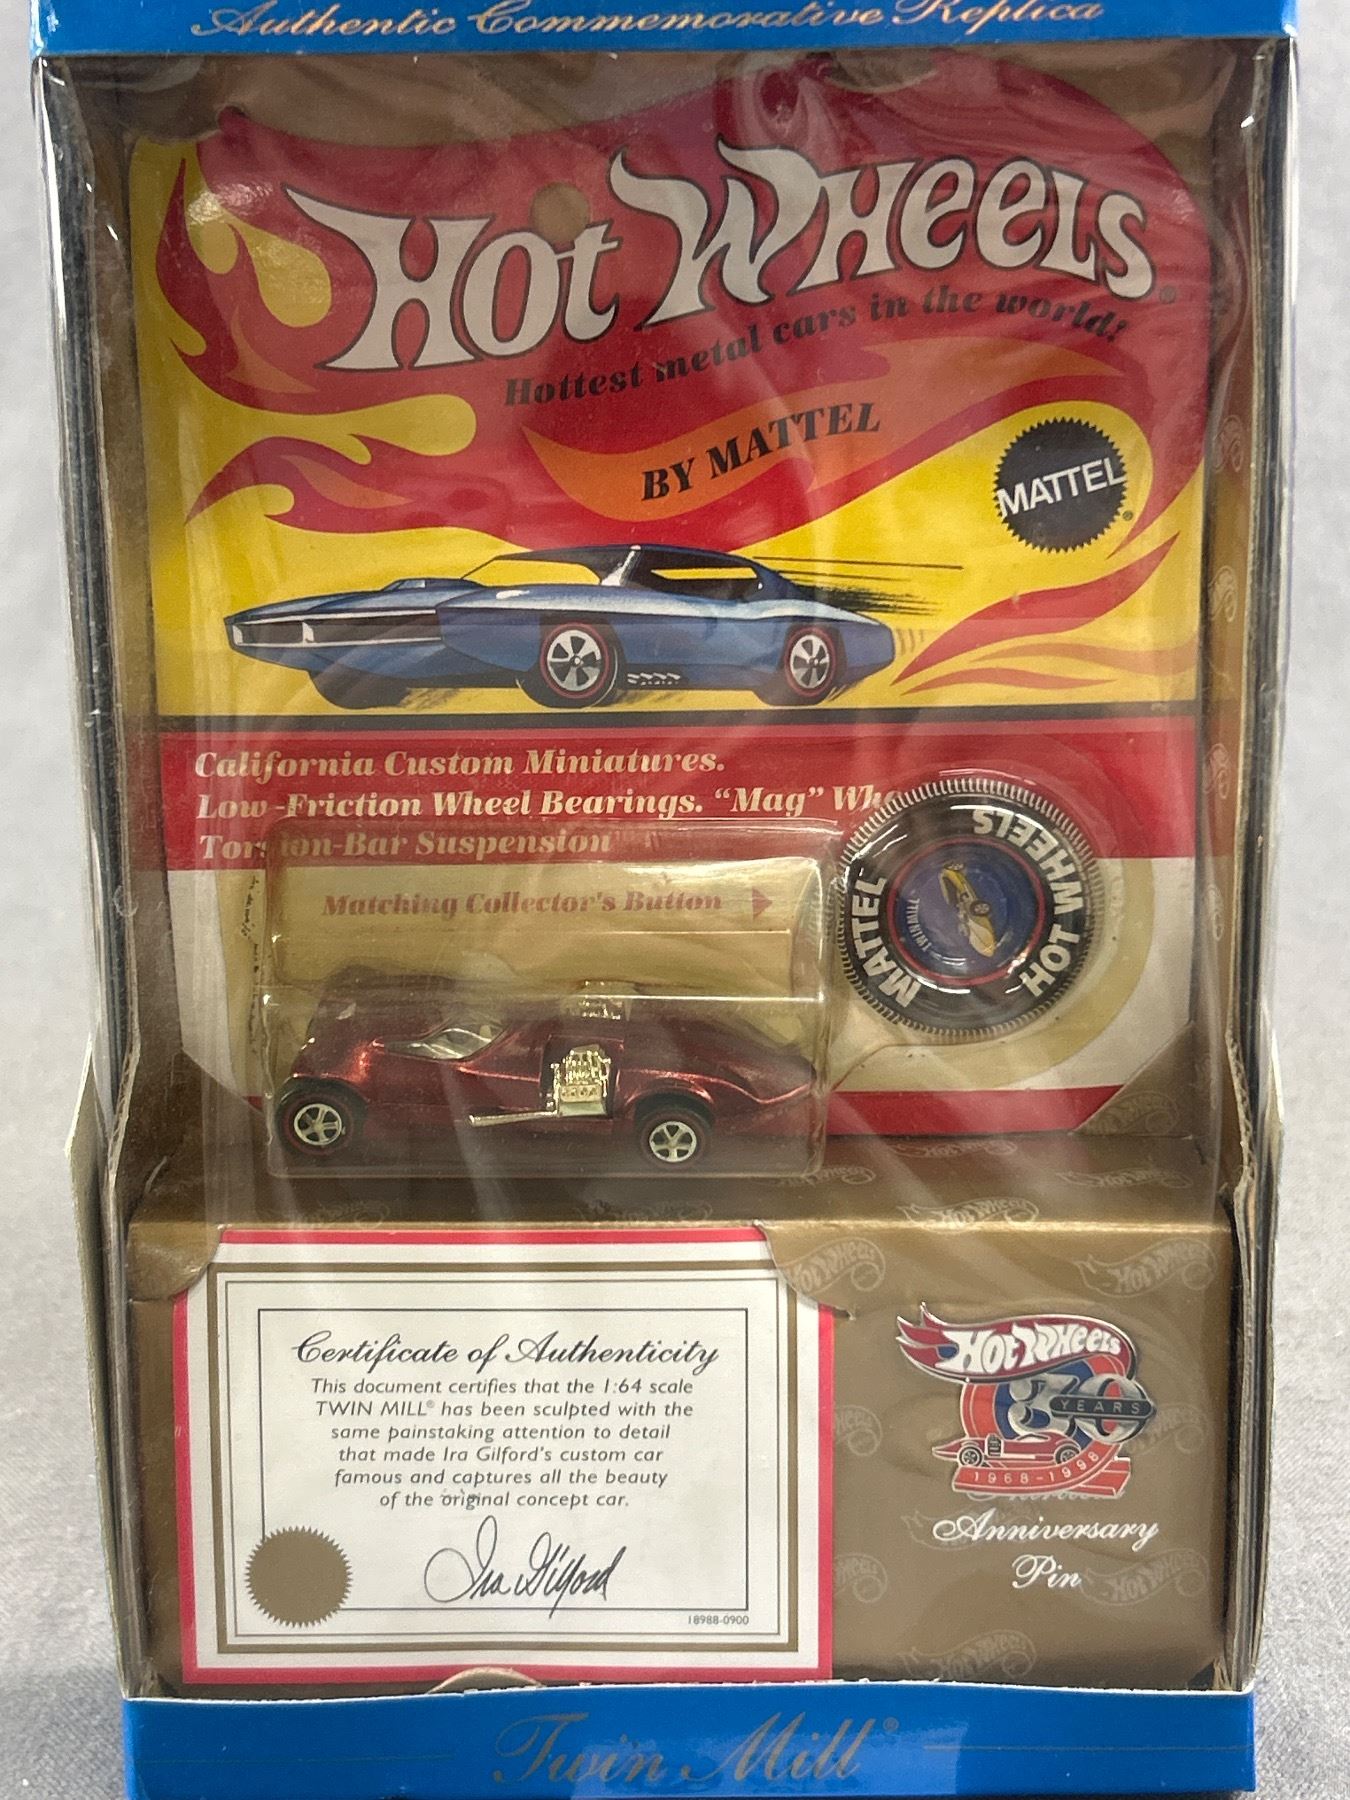 Authentic Commemorative Replica
Hot Wheels®
Hottest metal cars in the world!
BY MATTEL
MATTEL®
California Custom Miniatures.
Low-Friction Wheel Bearings. "Mag"
Torsion-Bar Suspension
Matching Collector's Button
MATTEL HOT WHEELS
TWIN
Certificate of Authenticity
This document certifies that the 1:64 scale
TWIN MILL® has been sculpted with the
same painstaking attention to detail
that made Ira Gilford's custom car
famous and captures all the beauty
of the original concept car.
Ira Gilford
18988-0900
Hot Wheels
30 YEARS
1968-1998
Anniversary
Pin
Twin Mill®